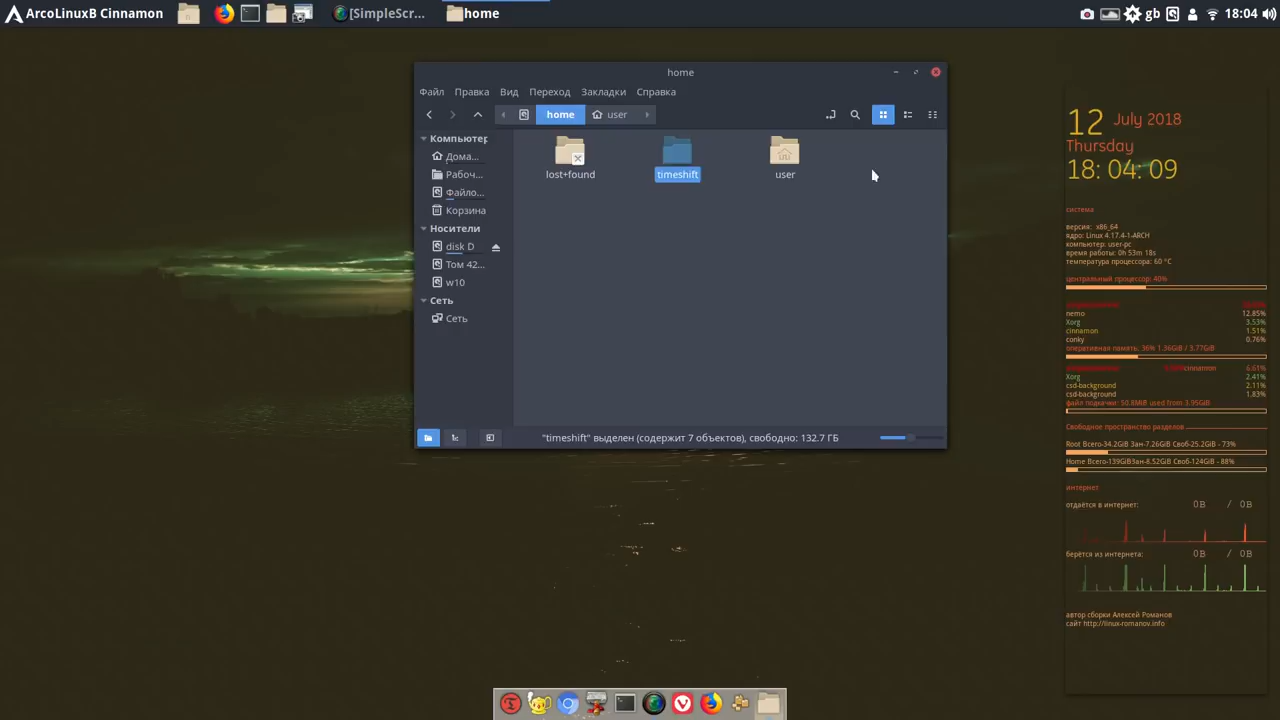 ArcoLinuxB Cinnamon
[SimpleScr...
home
gb
18:04
home
Файл
Правка
Вид
Переход
Закладки
Справка
home
user
Компьютер
Дома...
Рабоч...
Файло...
Корзина
Носители
disk D
Том 42...
w10
Сеть
Сеть
lost+found
timeshift
user
"timeshift" выделен (содержит 7 объектов), свободно: 132.7 ГБ
12 July 2018
Thursday
18: 04: 09
система
версия: x86_64
ядро: Linux 4.17.4-1-ARCH
компьютер: user-pc
время работы: 0h 53m 18s
температура процессора: 60 °C
центральный процессор: 40%
nemo 12.85%
Xorg 3.53%
cinnamon 1.51%
conky 0.76%
оперативная память: 36% 1.36GiB / 3.77GiB
cinnamon 6.61%
Xorg 2.41%
csd-background 2.11%
csd-background 1.83%
файл подкачки: 50.8MiB used from 3.95GiB
Свободное пространство разделов
Root Всего-34.2GiB Зан-7.26GiB Своб-25.2GiB - 73%
Home Всего-139GiBЗан-8.52GiB Своб-124GiB - 88%
интернет
отдаётся в интернет: 0B / 0B
берётся из интернета: 0B / 0B
автор сборки Алексей Романов
сайт http://linux-romanov.info